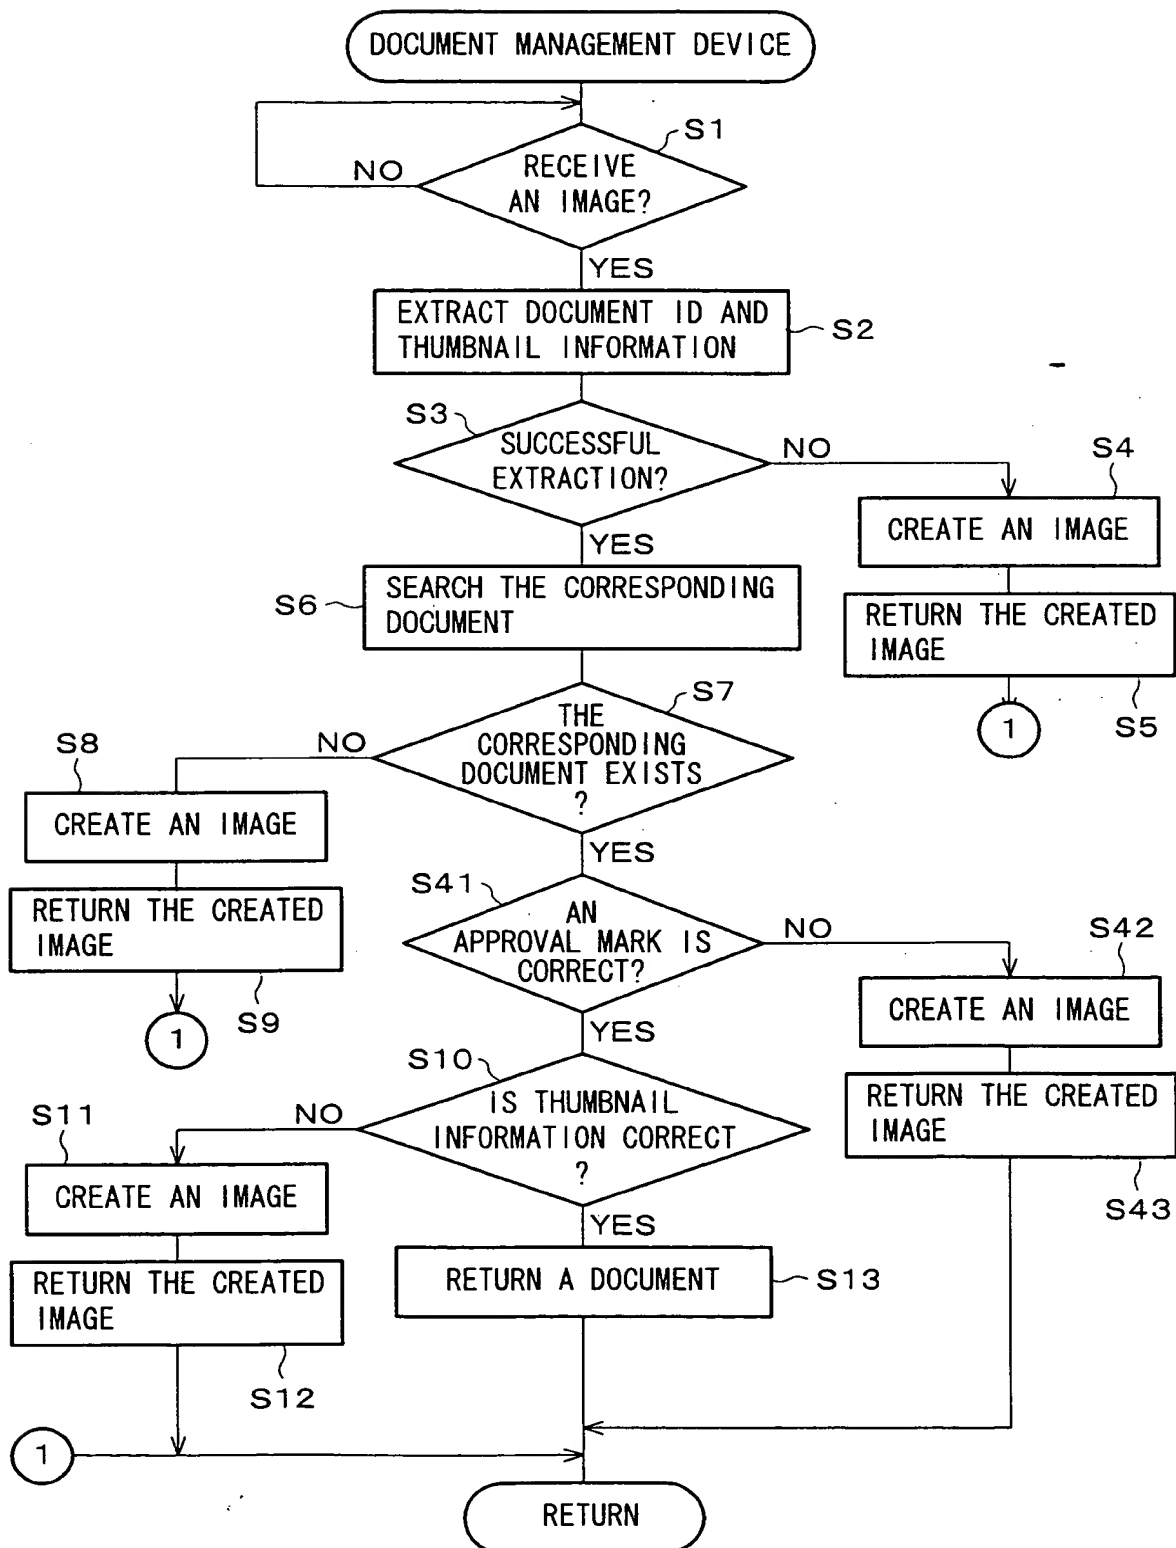 DOCUMENT MANAGEMENT DEVICE
S1
NO
RECEIVE
AN IMAGE?
YES
EXTRACT DOCUMENT ID AND
THUMBNAIL INFORMATION
S2
S3
SUCCESSFUL
EXTRACTION?
NO
S4
CREATE AN IMAGE
YES
S6
SEARCH THE CORRESPONDING
DOCUMENT
RETURN THE CREATED
IMAGE
S5
1
S7
THE
CORRESPONDING
DOCUMENT EXISTS
?
NO
S8
CREATE AN IMAGE
RETURN THE CREATED
IMAGE
S9
1
YES
S41
AN
APPROVAL MARK IS
CORRECT?
NO
S42
CREATE AN IMAGE
RETURN THE CREATED
IMAGE
S43
YES
S10
IS THUMBNAIL
INFORMATION CORRECT
?
NO
S11
CREATE AN IMAGE
RETURN THE CREATED
IMAGE
S12
YES
RETURN A DOCUMENT
S13
1
RETURN